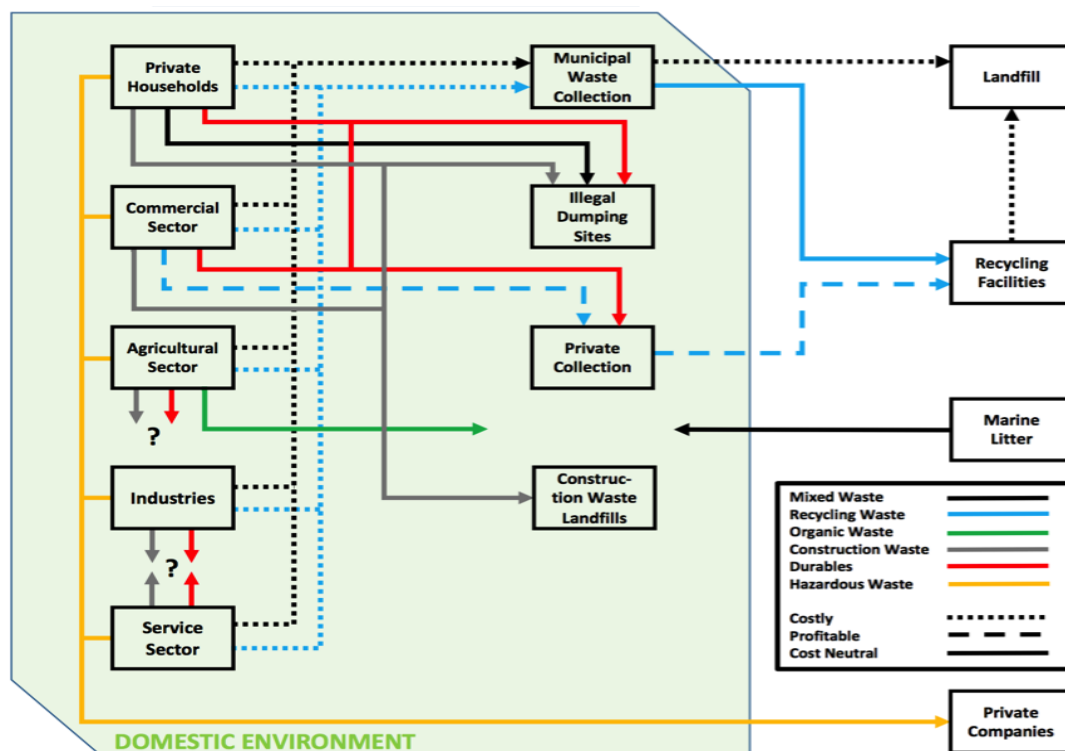 Private
Households
Municipal
Waste
Collection
Landfill
Commercial
Sector
Illegal
Dumping
Sites
Recycling
Facilities
Agricultural
Sector
Private
Collection
?
Marine
Litter
Industries
Construc-
tion Waste
Landfills
?
Service
Sector
Mixed Waste
Recycling Waste
Organic Waste
Construction Waste
Durables
Hazardous Waste
Costly
Profitable
Cost Neutral
Private
Companies
DOMESTIC ENVIRONMENT